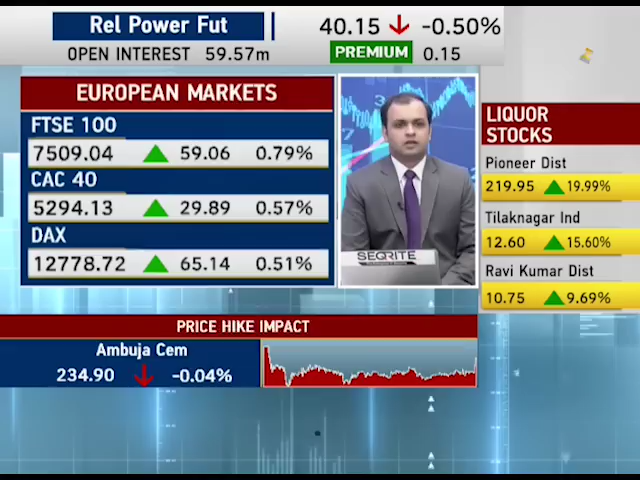 Rel Power Fut
40.15 -0.50%
OPEN INTEREST 59.57m
PREMIUM 0.15
EUROPEAN MARKETS
FTSE 100
7509.04 59.06 0.79%
CAC 40
5294.13 29.89 0.57%
DAX
12778.72 65.14 0.51%
SEQRITE
LIQUOR
STOCKS
Pioneer Dist
219.95 19.99%
Tilaknagar Ind
12.60 15.60%
Ravi Kumar Dist
10.75 9.69%
PRICE HIKE IMPACT
Ambuja Cem
234.90 -0.04%